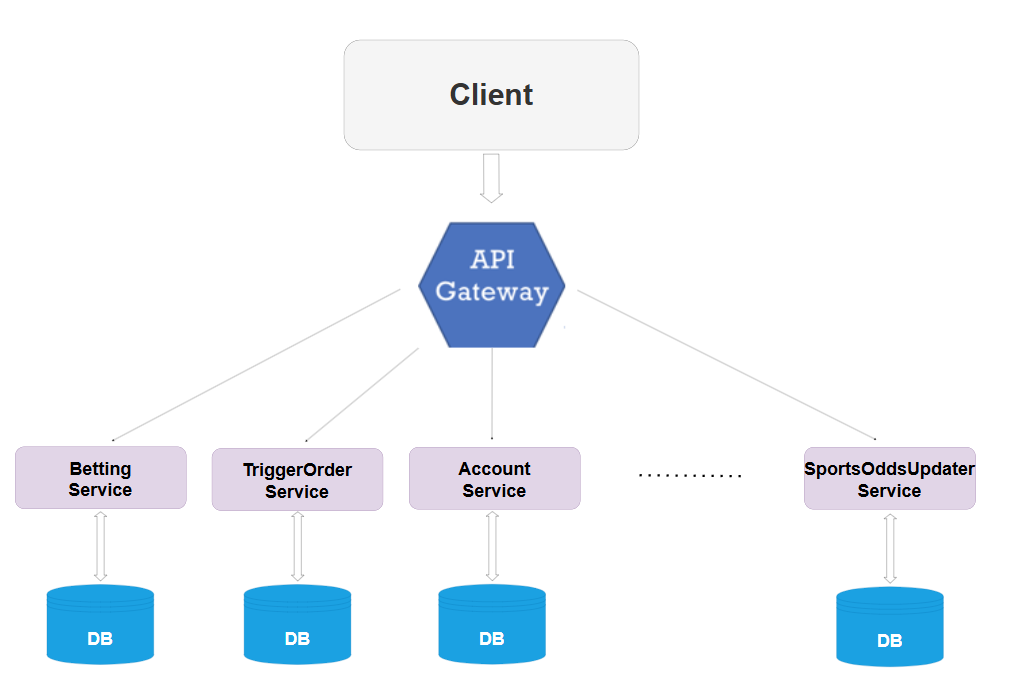 Client
API
Gateway
Betting
Service
TriggerOrder
Service
Account
Service
SportsOddsUpdater
Service
DB
DB
DB
DB